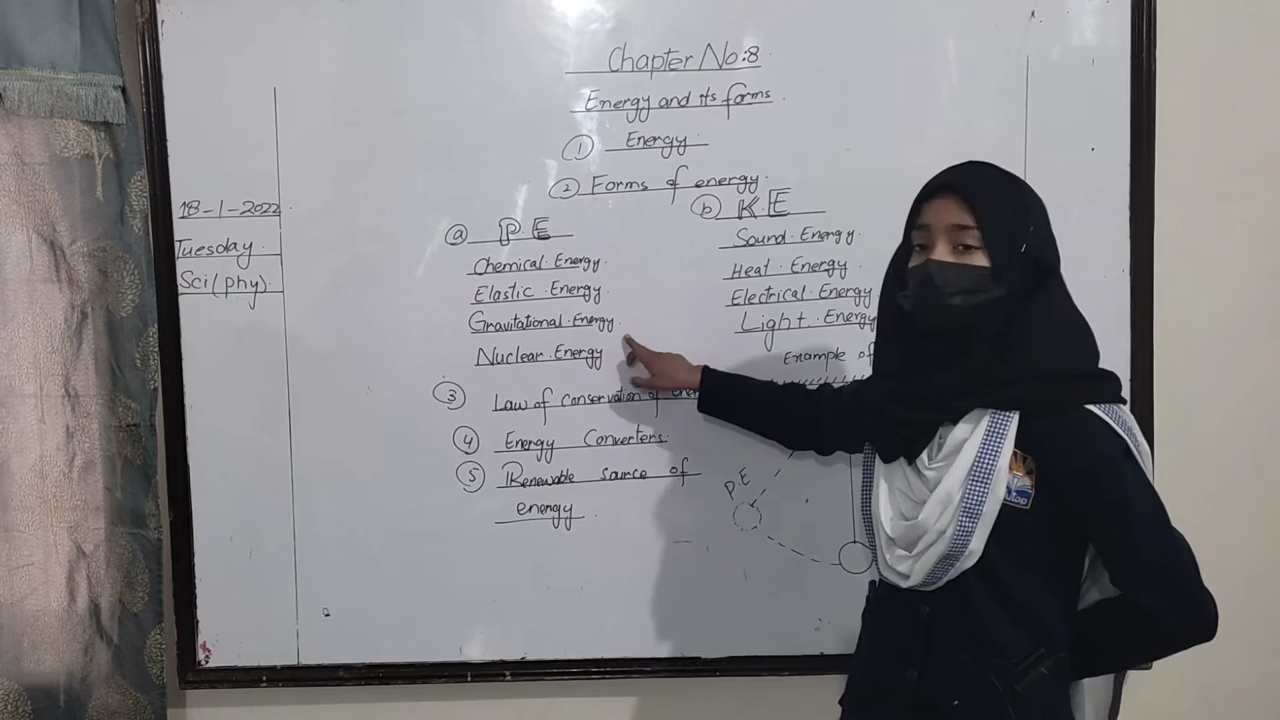 Chapter No:8
Energy and its forms
① Energy
② Forms of energy.
18-1-2022
Tuesday.
Sci(phy).
ⓐ P.E
Chemical Energy.
Elastic Energy.
Gravitational Energy.
Nuclear Energy
ⓑ K.E
Sound Energy.
Heat Energy
Electrical Energy
Light Energy
Example of
③ Law of conservation of
④ Energy Converters.
⑤ Renewable source of
energy.
P.E